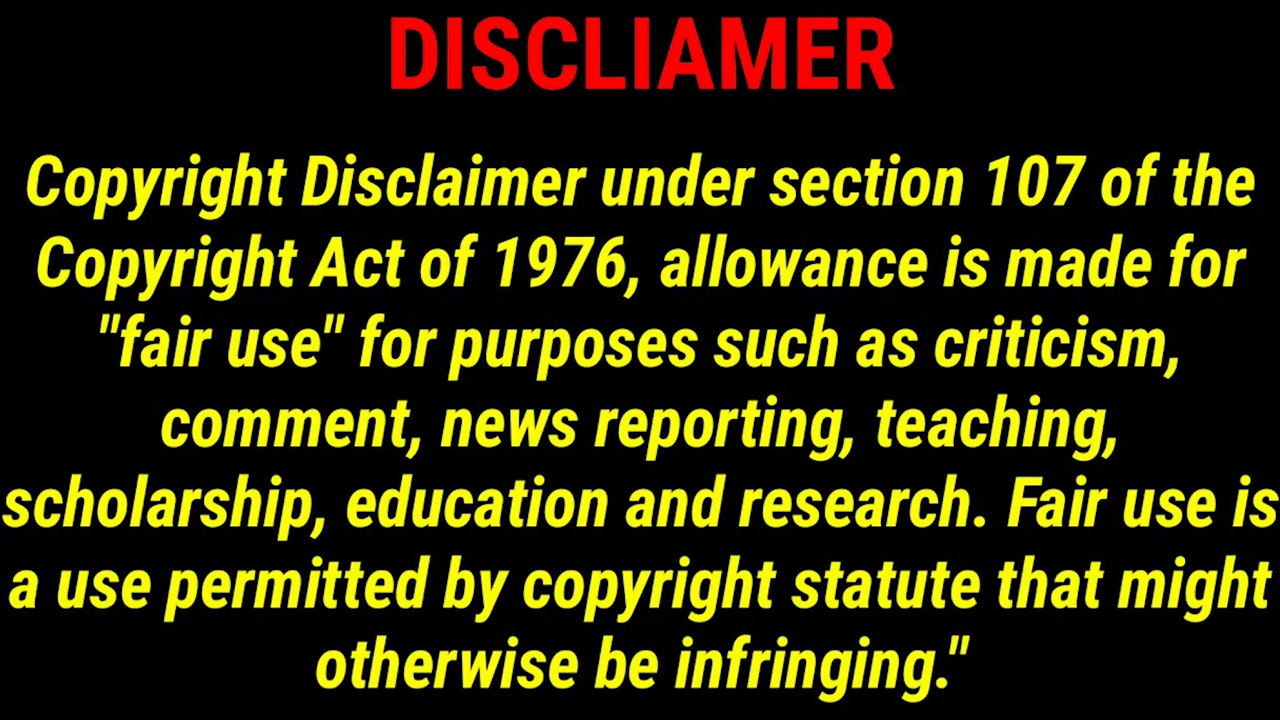 DISCLIAMER
Copyright Disclaimer under section 107 of the
Copyright Act of 1976, allowance is made for
"fair use" for purposes such as criticism,
comment, news reporting, teaching,
scholarship, education and research. Fair use is
a use permitted by copyright statute that might
otherwise be infringing."